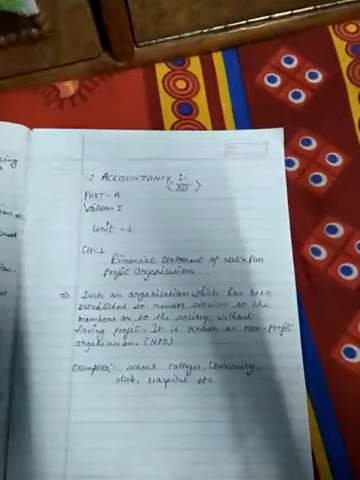 :- ACCOUNTANCY :-
< XII >
PART - A
Volume - I
Unit - 1
CH-1
Financial Statement of Not-for
Profit Organisations
⇒ Such an organisation which has been
established to render services to the
members or to the society, without
having profit. It is known as Non-profit
organisation. (NPO)
Examples:- school, colleges, University,
club, Hospital etc